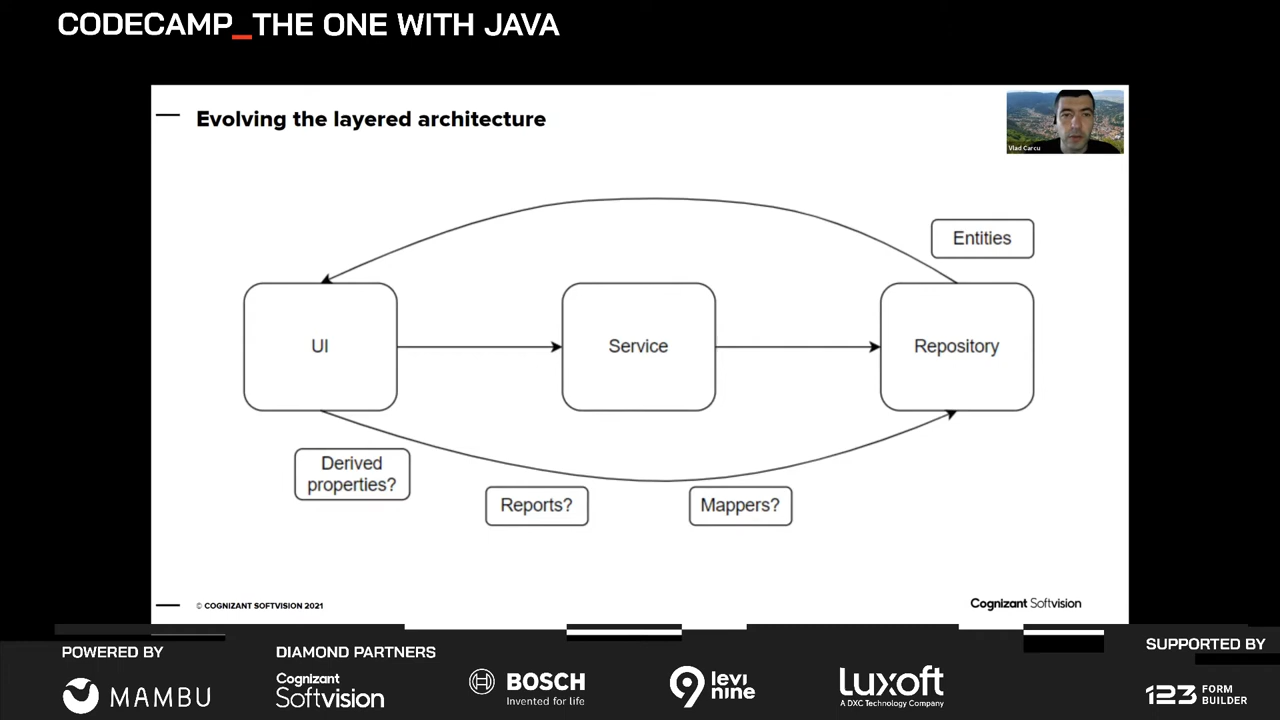 CODECAMP_THE ONE WITH JAVA
Evolving the layered architecture
Vlad Carcu
Entities
UI
Service
Repository
Derived
properties?
Reports?
Mappers?
© COGNIZANT SOFTVISION 2021
Cognizant Softvision
POWERED BY
MAMBU
DIAMOND PARTNERS
Cognizant
Softvision
BOSCH
Invented for life
levi
nine
Luxoft
A DXC Technology Company
SUPPORTED BY
123 FORM
BUILDER